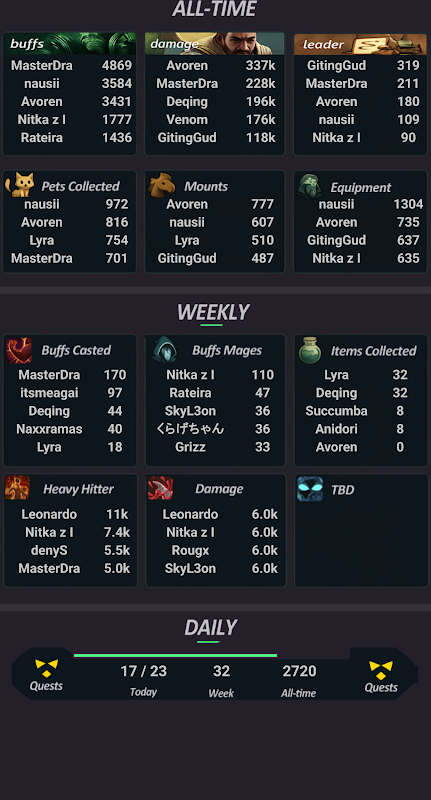 ALL-TIME
buffs
MasterDra 4869
nausii 3584
Avoren 3431
Nitka z I 1777
Rateira 1436
damage
Avoren 337k
MasterDra 228k
Deqing 196k
Venom 176k
GitingGud 118k
leader
GitingGud 319
MasterDra 211
Avoren 180
nausii 109
Nitka z I 90
Pets Collected
nausii 972
Avoren 816
Lyra 754
MasterDra 701
Mounts
Avoren 777
nausii 607
Lyra 510
GitingGud 487
Equipment
nausii 1304
Avoren 735
GitingGud 637
Nitka z I 635
WEEKLY
Buffs Casted
MasterDra 170
itsmeagai 97
Deqing 44
Naxxramas 40
Lyra 18
Buffs Mages
Nitka z I 110
Rateira 47
SkyL3on 36
くらげちゃん 36
Grizz 33
Items Collected
Lyra 32
Deqing 32
Succumba 8
Anidori 8
Avoren 0
Heavy Hitter
Leonardo 11k
Nitka z I 7.4k
denyS 5.5k
MasterDra 5.0k
Damage
Leonardo 6.0k
Nitka z I 6.0k
Rougx 6.0k
SkyL3on 6.0k
TBD
DAILY
Quests
17 / 23
Today
32
Week
2720
All-time
Quests